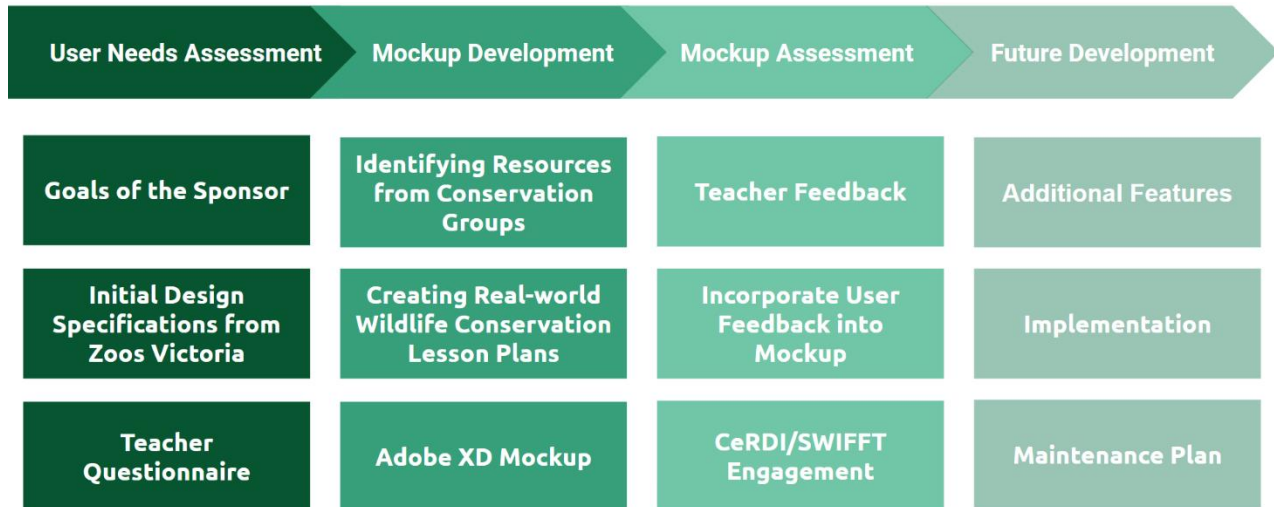 User Needs Assessment
Mockup Development
Mockup Assessment
Future Development
Goals of the Sponsor
Identifying Resources
from Conservation
Groups
Teacher Feedback
Additional Features
Initial Design
Specifications from
Zoos Victoria
Creating Real-world
Wildlife Conservation
Lesson Plans
Incorporate User
Feedback into
Mockup
Implementation
Teacher
Questionnaire
Adobe XD Mockup
CeRDI/SWIFFT
Engagement
Maintenance Plan